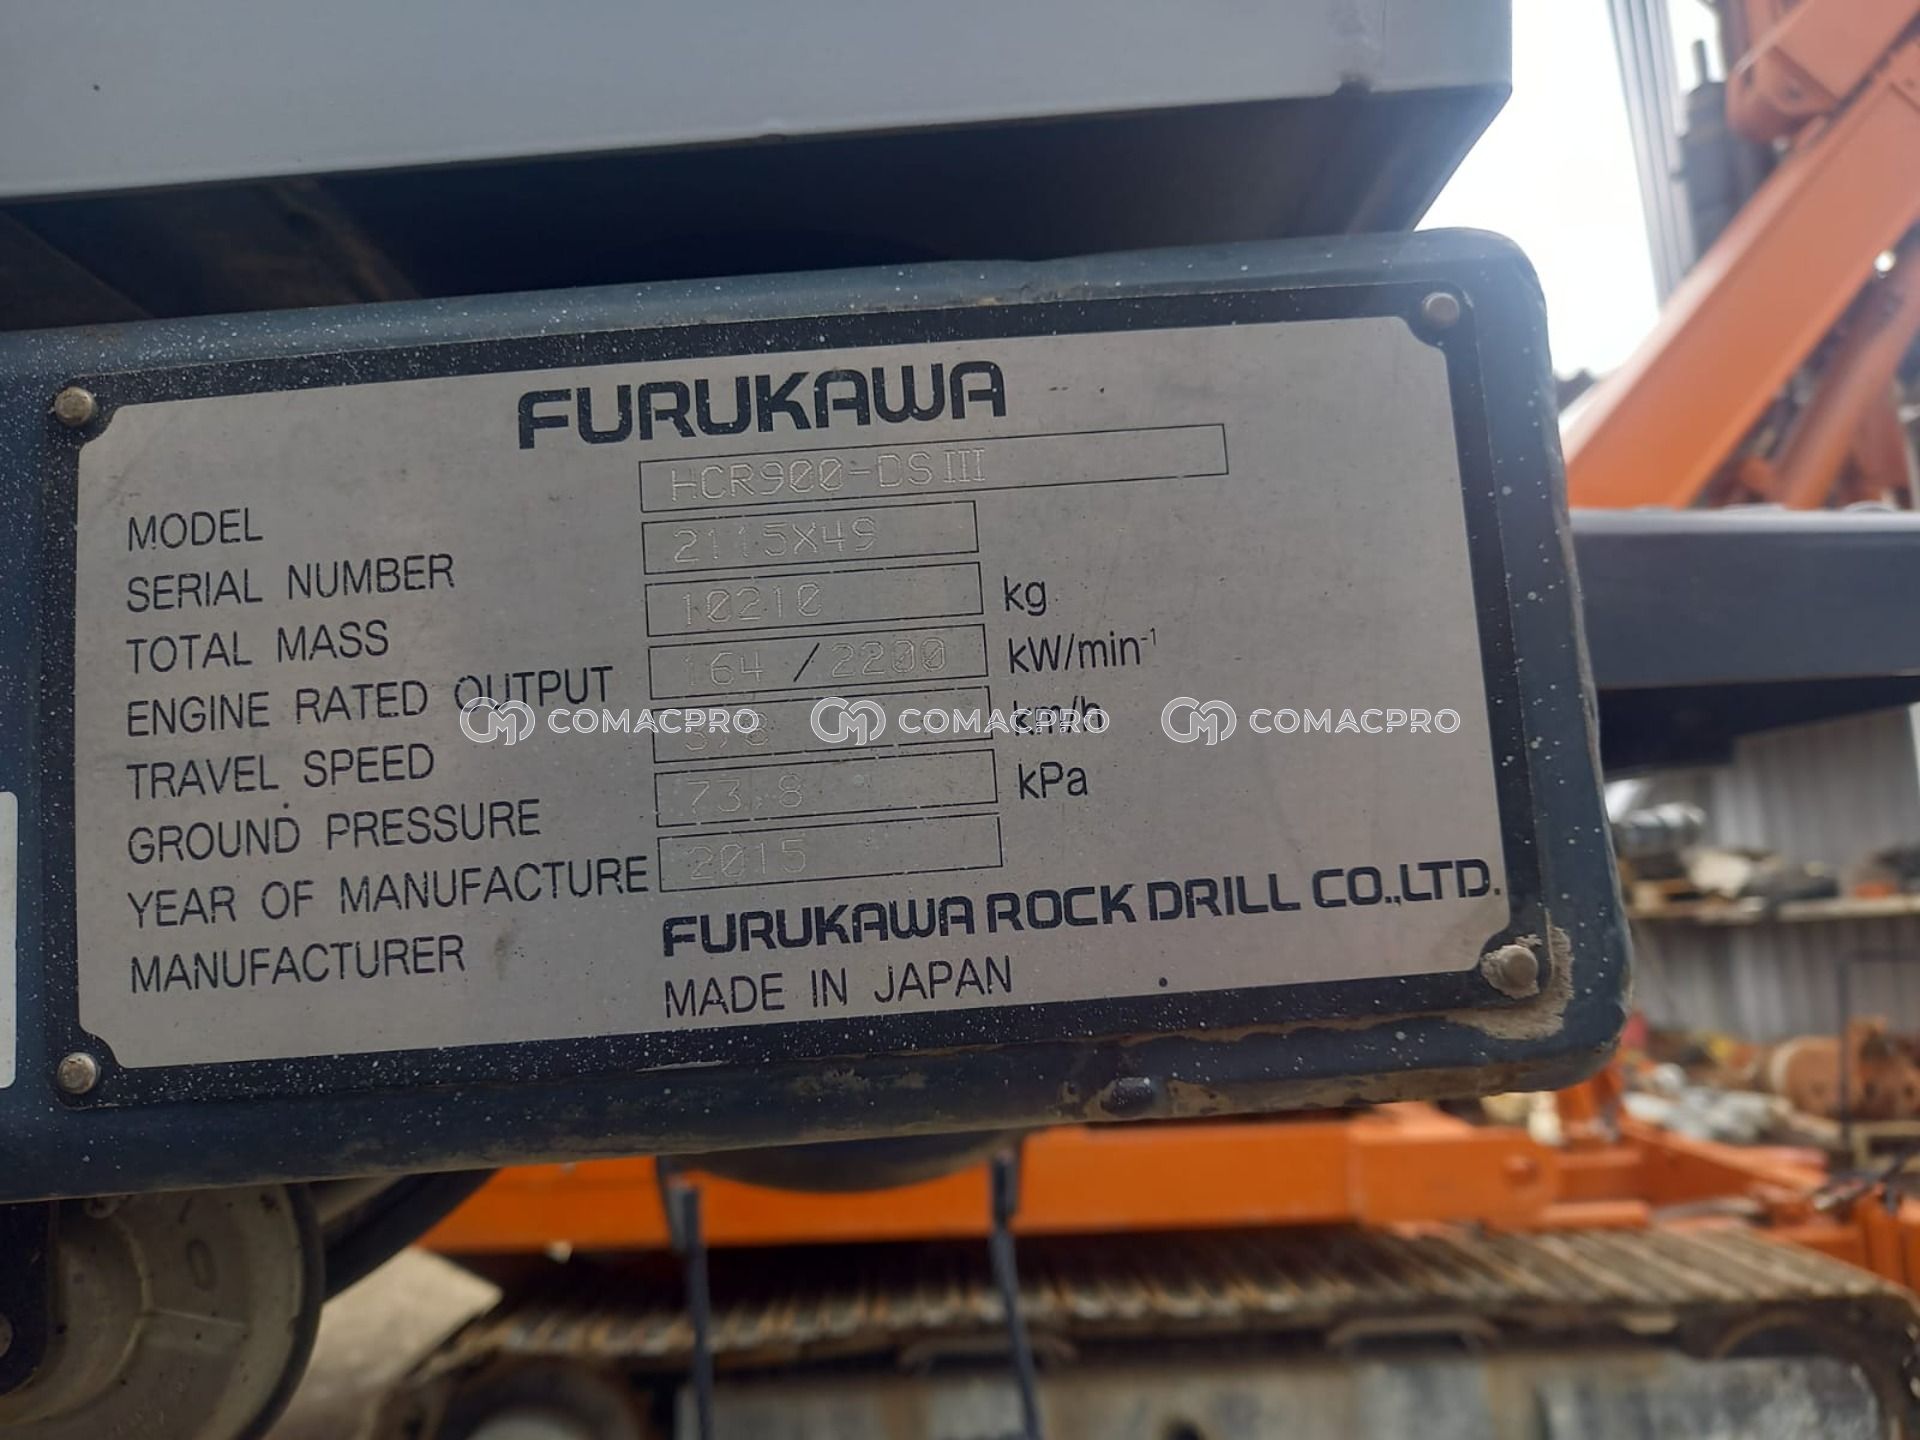 FURUKAWA
MODEL HCR900-DSIII
SERIAL NUMBER 2115X49
TOTAL MASS 10210 kg
ENGINE RATED OUTPUT 164 / 2200 kW/min-1
TRAVEL SPEED km/h
GROUND PRESSURE 73,8 kPa
YEAR OF MANUFACTURE 2015
MANUFACTURER FURUKAWA ROCK DRILL CO.,LTD.
MADE IN JAPAN
COMACPRO COMACPRO COMACPRO